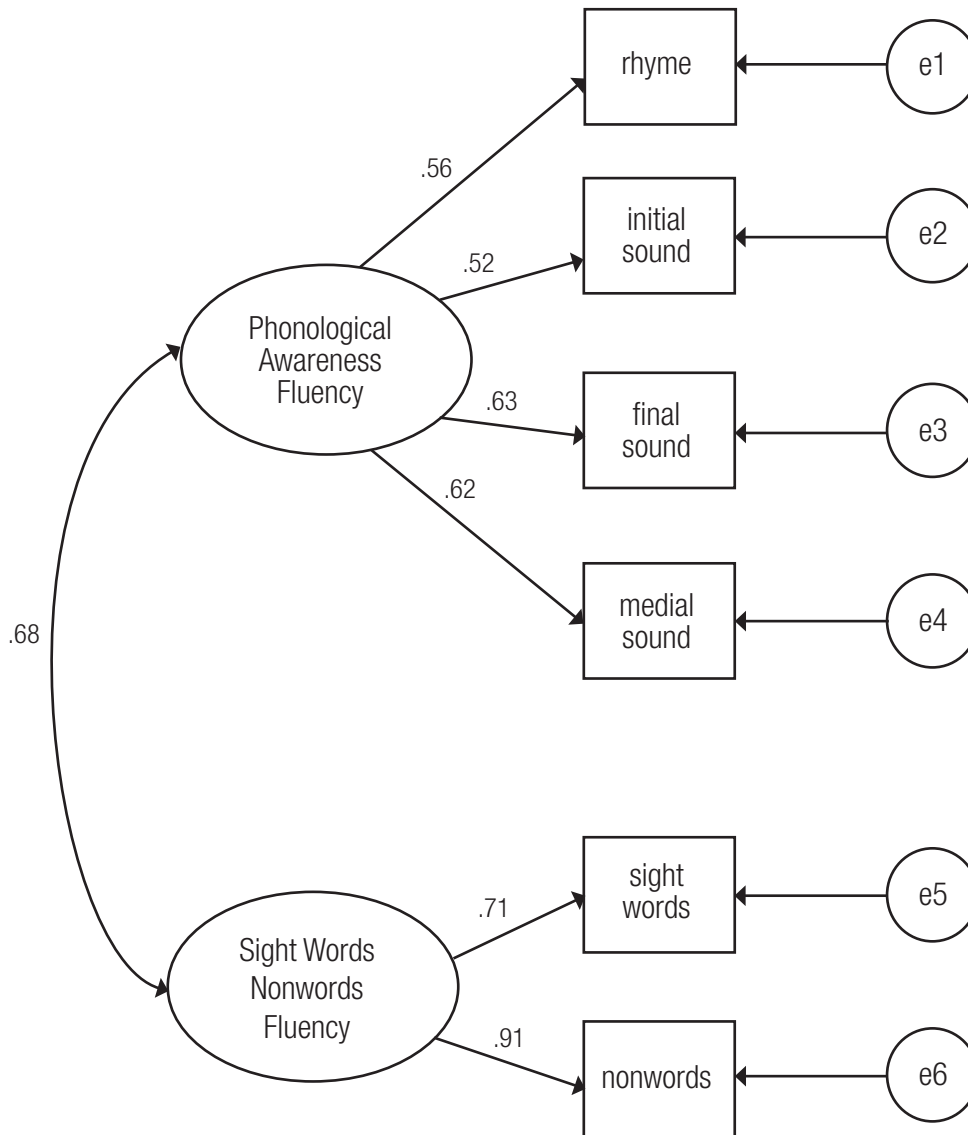 rhyme
e1
.56
initial
sound
e2
.52
Phonological
Awareness
Fluency
.63
final
sound
e3
.62
medial
sound
e4
.68
sight
words
e5
.71
Sight Words
Nonwords
Fluency
.91
nonwords
e6